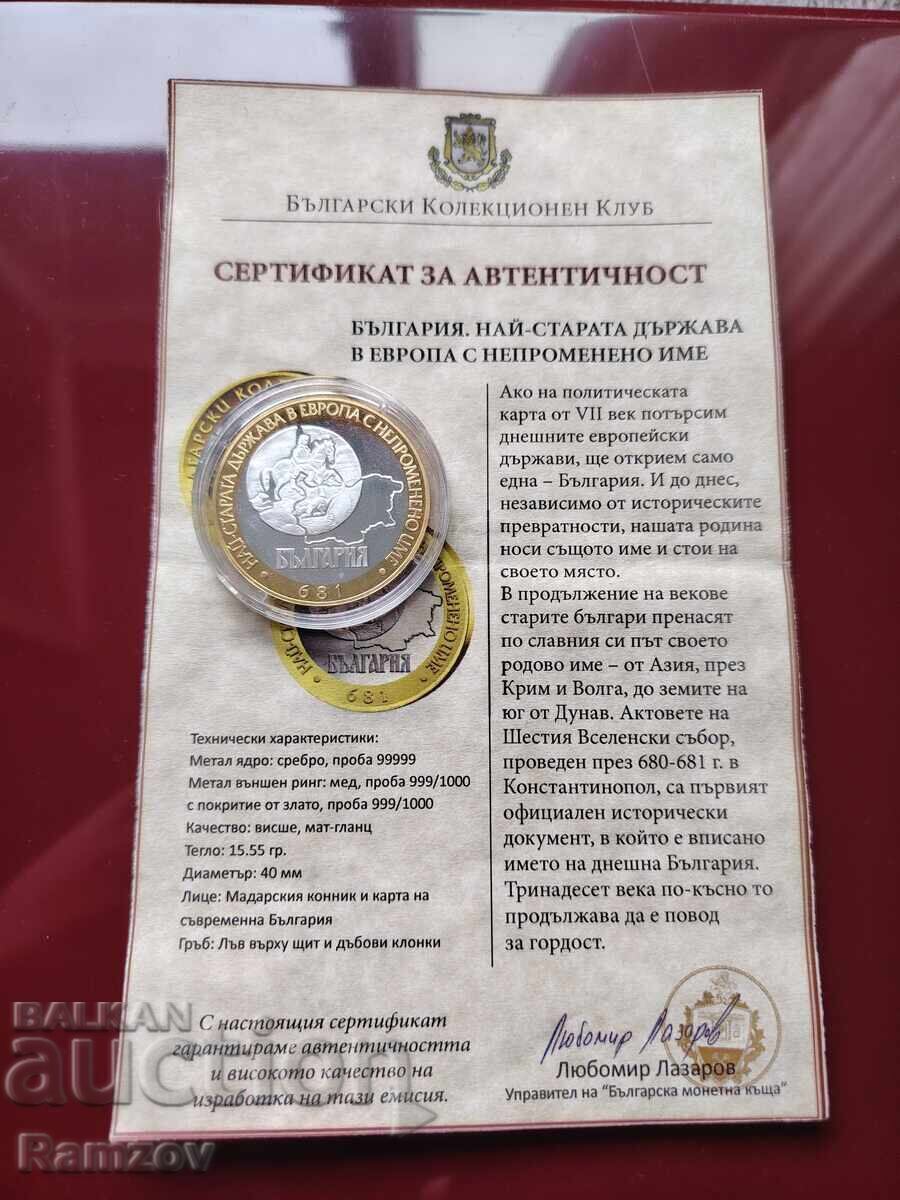 Български Колекционен Клуб
СЕРТИФИКАТ ЗА АВТЕНТИЧНОСТ
БЪЛГАРИЯ. НАЙ-СТАРАТА ДЪРЖАВА
В ЕВРОПА С НЕПРОМЕНЕНО ИМЕ
ГАРСКИ КОЛ
НАЙ-СТАРАТА ДЪРЖАВА В ЕВРОПА С НЕПРОМЕНЕНО ИМЕ
БЪЛГАРИЯ
681
ПРОМЕНЕНО ИМЕ
НАЙ-С
БЪЛГАРИЯ
681
Ако на политическата
карта от VII век потърсим
днешните европейски
държави, ще открием само
една – България. И до днес,
независимо от историческите
превратности, нашата родина
носи същото име и стои на
своето място.
В продължение на векове
старите българи пренасят
по славния си път своето
родово име – от Азия, през
Крим и Волга, до земите на
юг от Дунав. Актовете на
Шестия Вселенски събор,
проведен през 680-681 г. в
Константинопол, са първият
официален исторически
документ, в който е вписано
името на днешна България.
Тринадесет века по-късно то
продължава да е повод
за гордост.
Технически характеристики:
Метал ядро: сребро, проба 99999
Метал външен ринг: мед, проба 999/1000
с покритие от злато, проба 999/1000
Качество: висше, мат-гланц
Тегло: 15.55 гр.
Диаметър: 40 мм
Лице: Мадарския конник и карта на
съвременна България
Гръб: Лъв върху щит и дъбови клонки
С настоящия сертификат
гарантираме автентичността
и високото качество на
изработка на тази емисия.
Любомир Лазаров
Любомир Лазаров
Управител на "Българска монетна къща"
BALKAN
auction
Ramzov